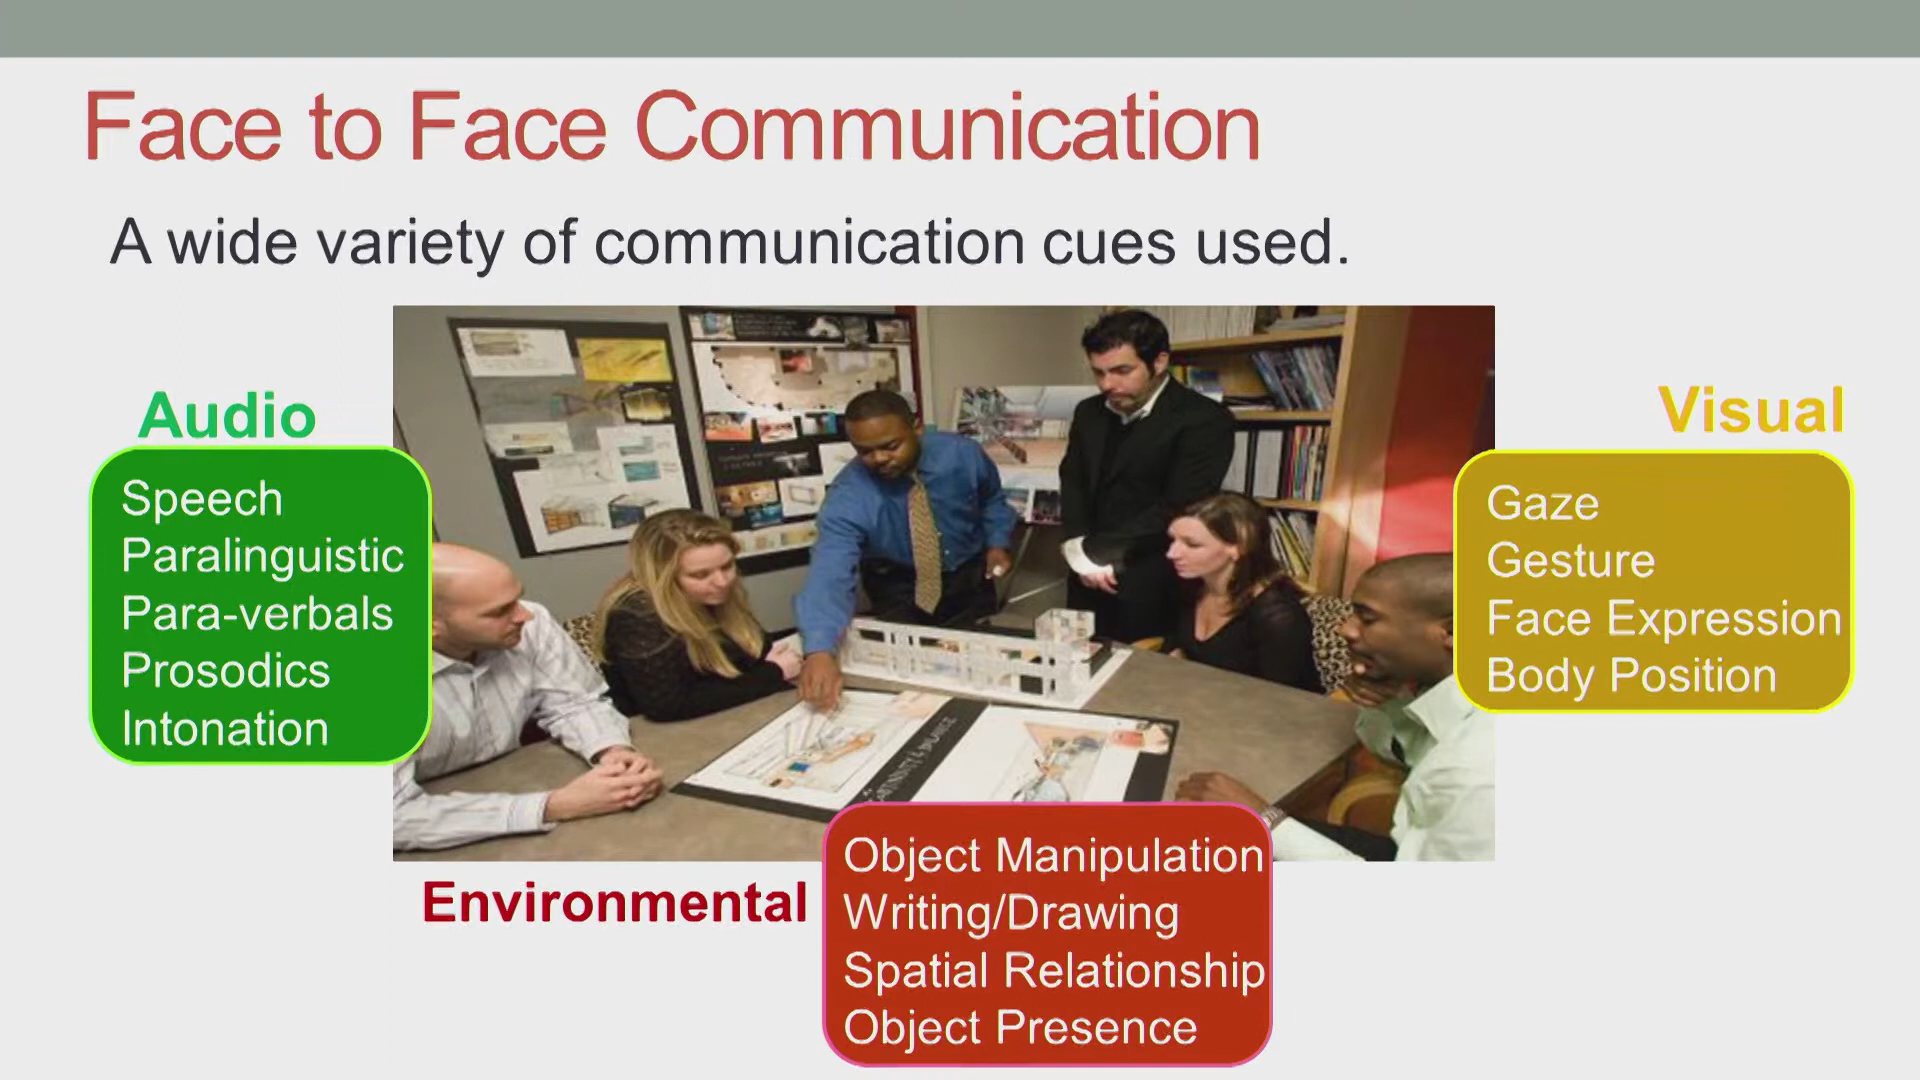 Face to Face Communication
A wide variety of communication cues used.
Audio
Speech
Paralinguistic
Para-verbals
Prosodics
Intonation
Visual
Gaze
Gesture
Face Expression
Body Position
Environmental
Object Manipulation
Writing/Drawing
Spatial Relationship
Object Presence